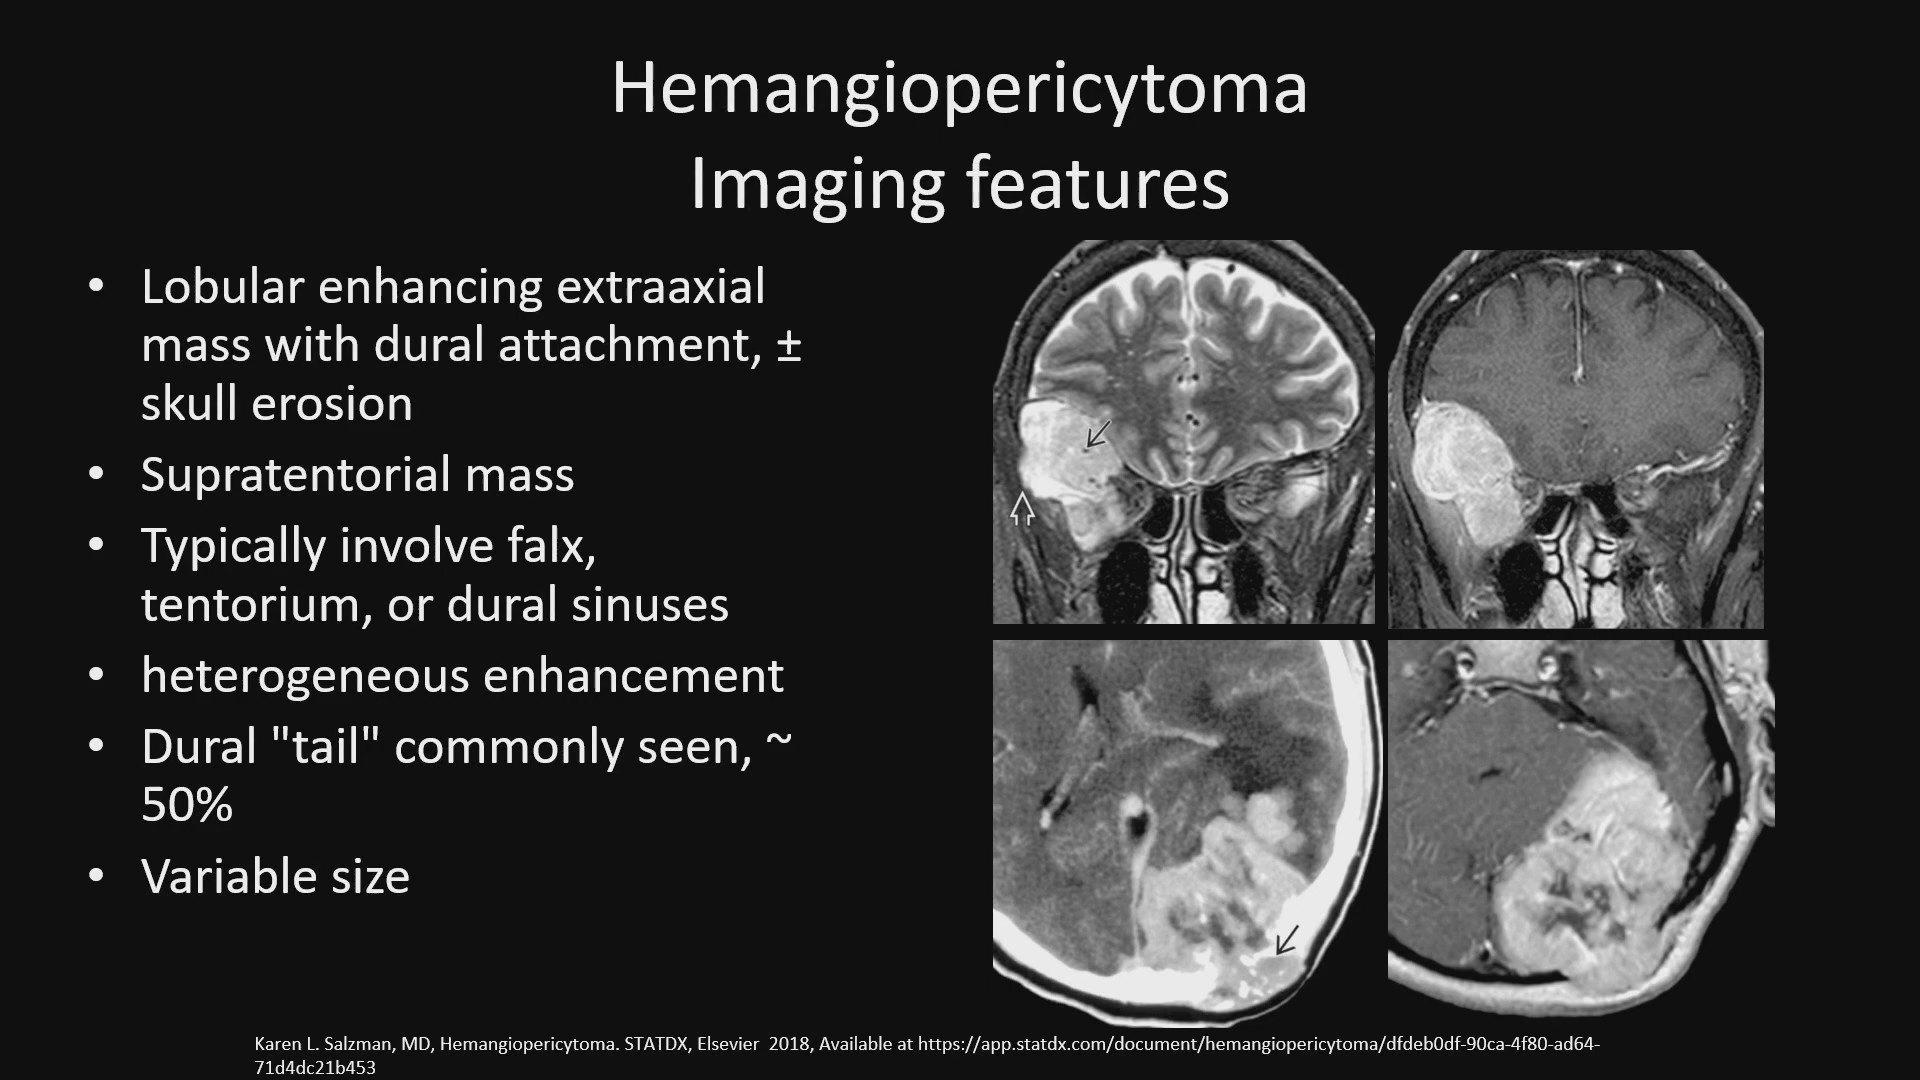 Hemangiopericytoma
Imaging features
• Lobular enhancing extraaxial
mass with dural attachment, ±
skull erosion
• Supratentorial mass
• Typically involve falx,
tentorium, or dural sinuses
• heterogeneous enhancement
• Dural "tail" commonly seen, ~
50%
• Variable size
Karen L. Salzman, MD, Hemangiopericytoma. STATDX, Elsevier  2018, Available at https://app.statdx.com/document/hemangiopericytoma/dfdeb0df-90ca-4f80-ad64-
71d4dc21b453